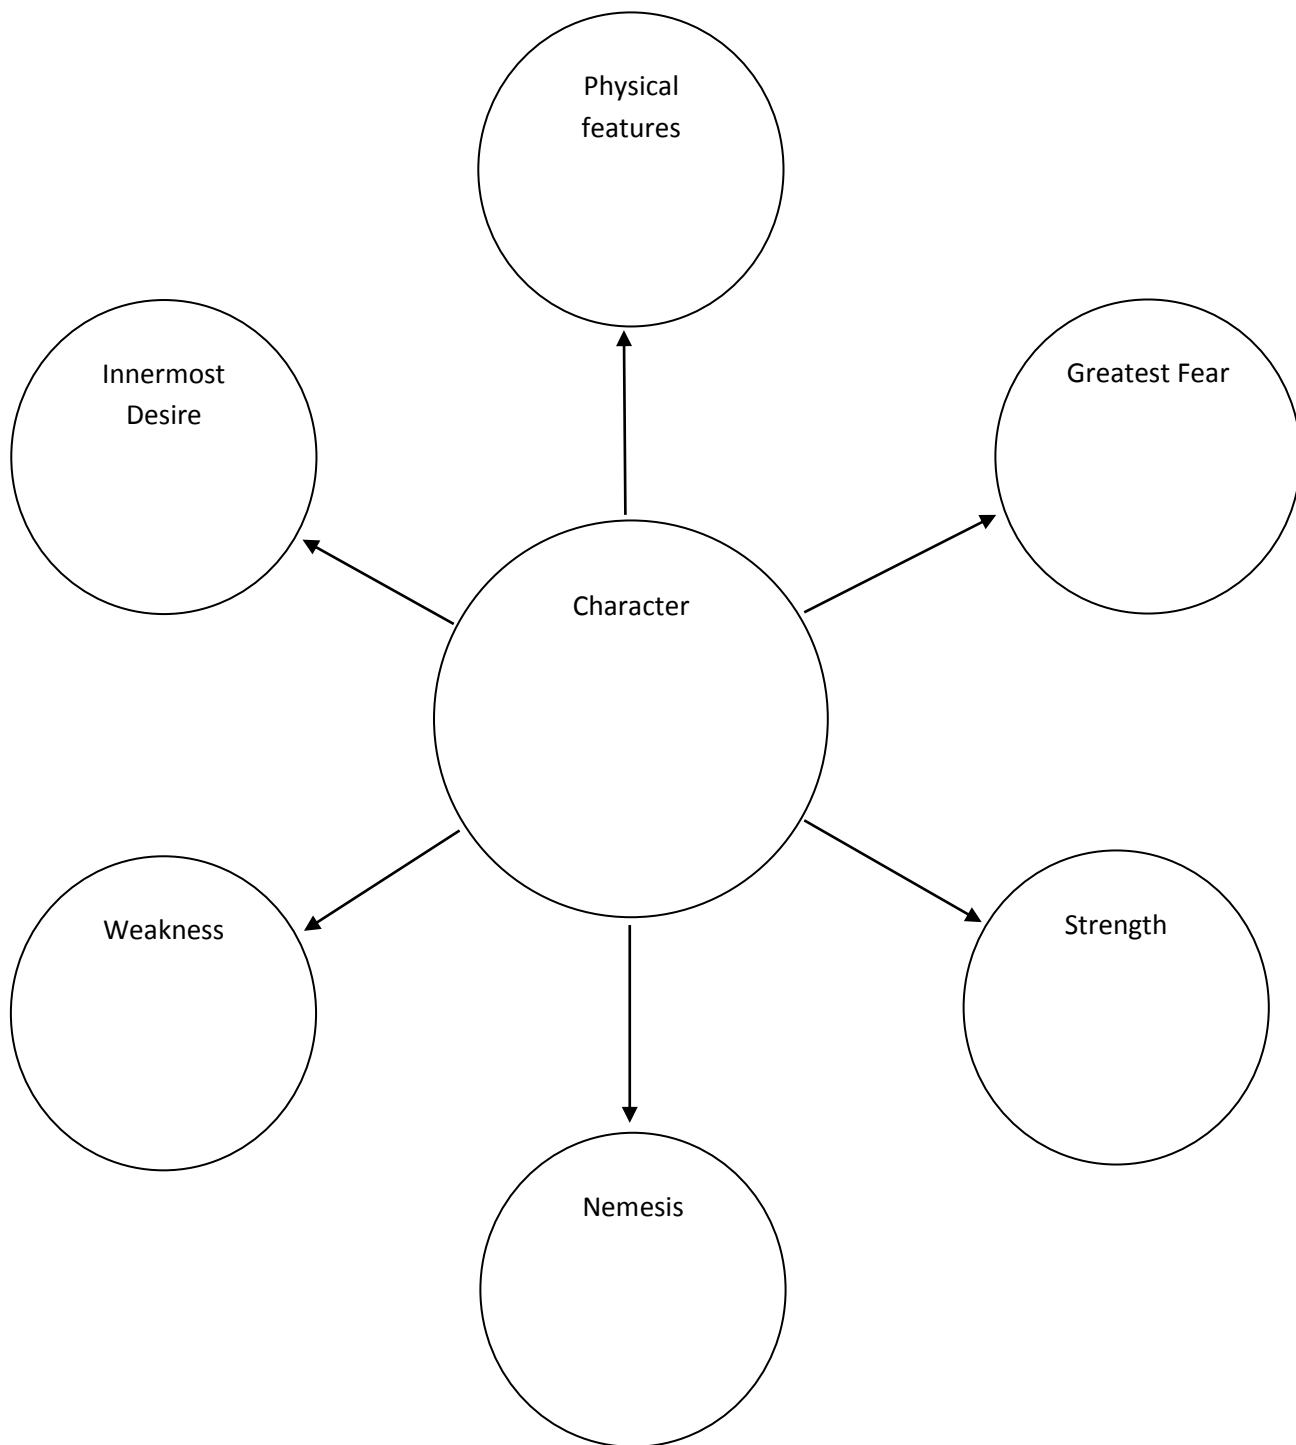 Physical
features
Innermost
Desire
Greatest Fear
Character
Weakness
Strength
Nemesis